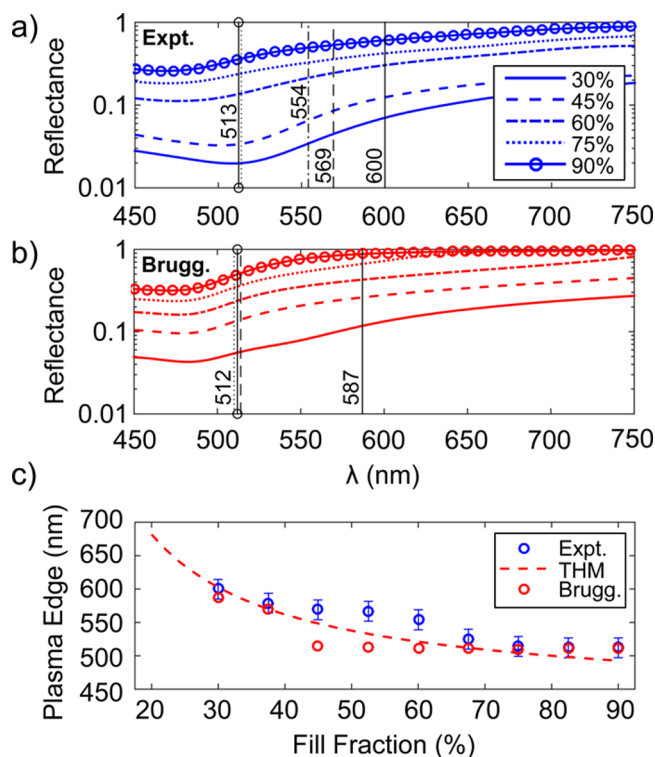 a)
Expt.
Reflectance
1
0.1
0.01
513
554
569
600
30%
45%
60%
75%
90%
450 500 550 600 650 700 750
b)
Brugg.
Reflectance
1
0.1
0.01
512
587
450 500 550 600 650 700 750
λ (nm)
c)
Plasma Edge (nm)
700
650
600
550
500
450
Expt.
THM
Brugg.
20 30 40 50 60 70 80 90
Fill Fraction (%)